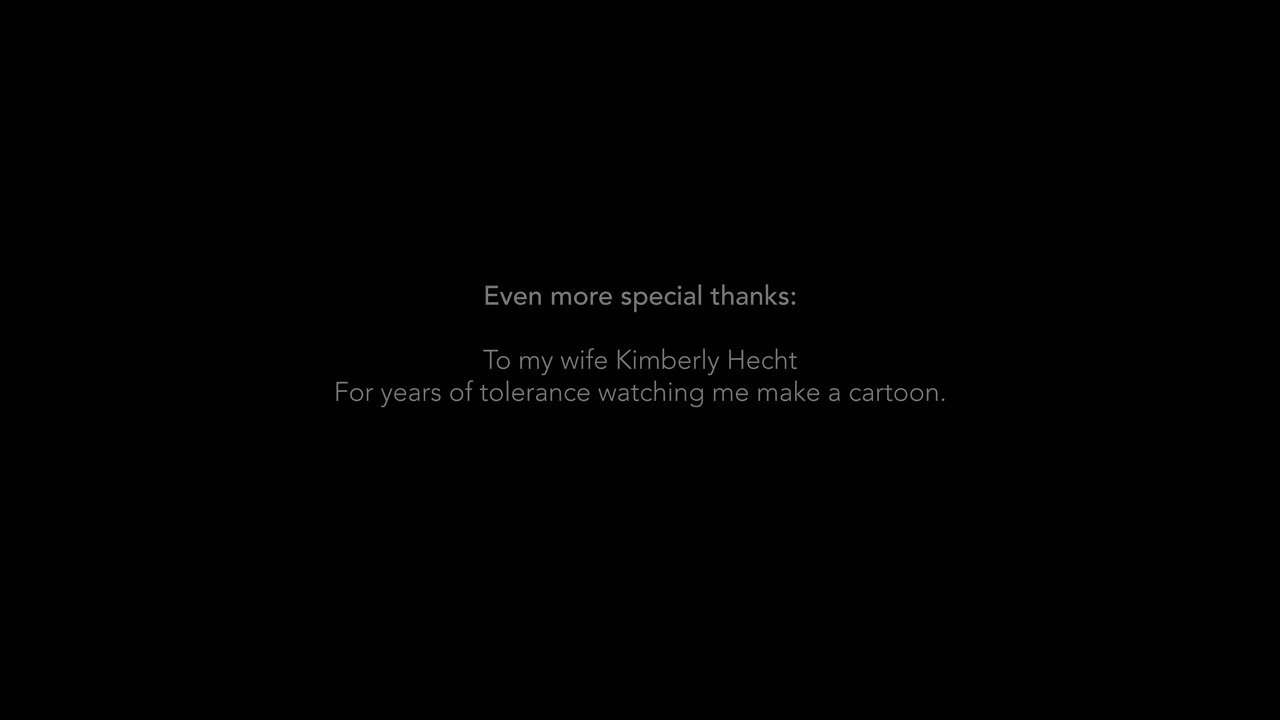 Even more special thanks:
To my wife Kimberly Hecht
For years of tolerance watching me make a cartoon.